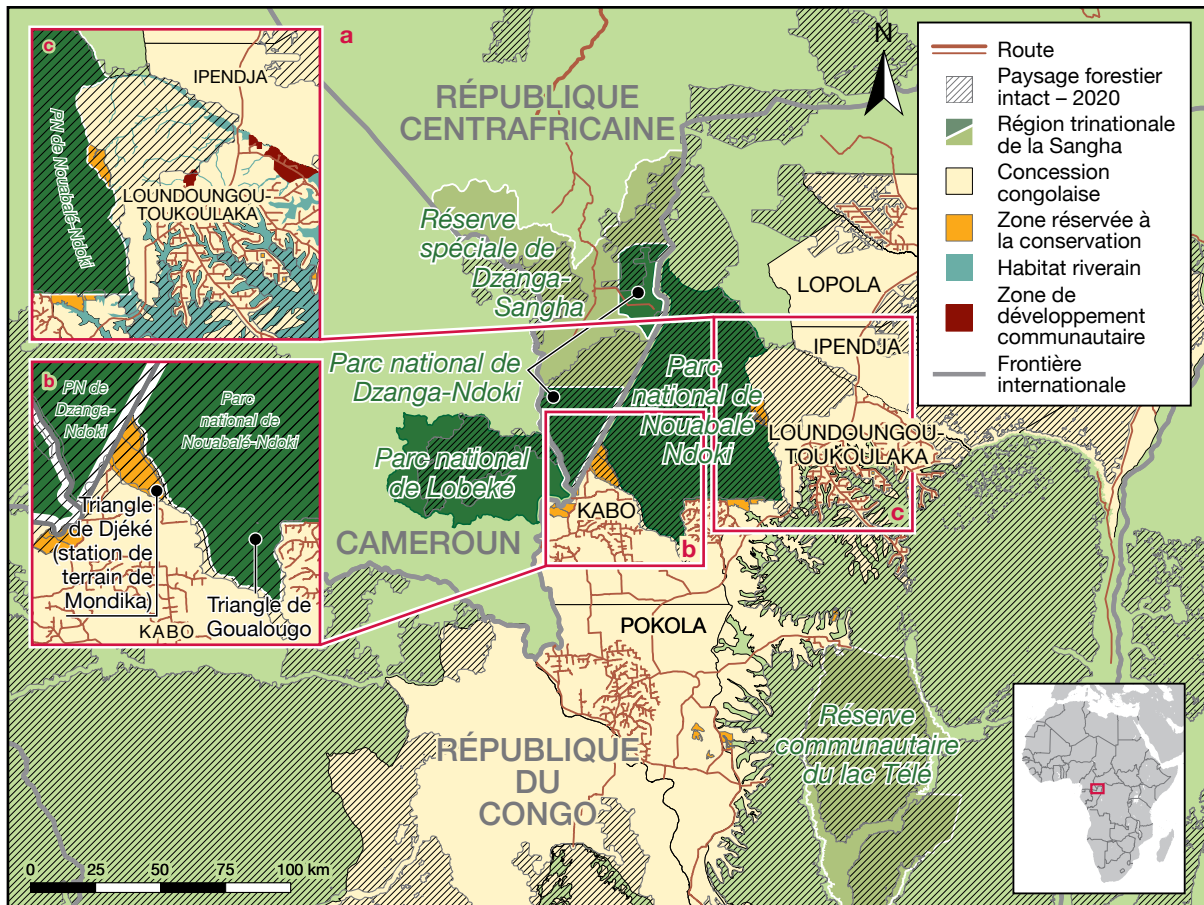 a
N
RÉPUBLIQUE
CENTRAFRICAINE
Réserve
spéciale de
Dzanga-
Sangha
Parc national de
Dzanga-Ndoki
Parc national
de Lobeké
CAMEROUN
Parc
national de
Nouabalé
Ndoki
LOPOLA
IPENDJA
LOUNDOUNGOU-
TOUKOULAKA
KABO
b
c
POKOLA
RÉPUBLIQUE
DU
CONGO
Réserve
communautaire
du lac Télé
0 25 50 75 100 km
c
IPENDJA
PN de Nouabalé-Ndoki
LOUNDOUNGOU-
TOUKOULAKA
b
PN de
Dzanga-
Ndoki
Parc
national de
Nouabalé-Ndoki
Triangle
de Djéké
(station de
terrain de
Mondika)
Triangle de
Goualougo
KABO
Route
Paysage forestier
intact – 2020
Région trinationale
de la Sangha
Concession
congolaise
Zone réservée à
la conservation
Habitat riverain
Zone de
développement
communautaire
Frontière
internationale